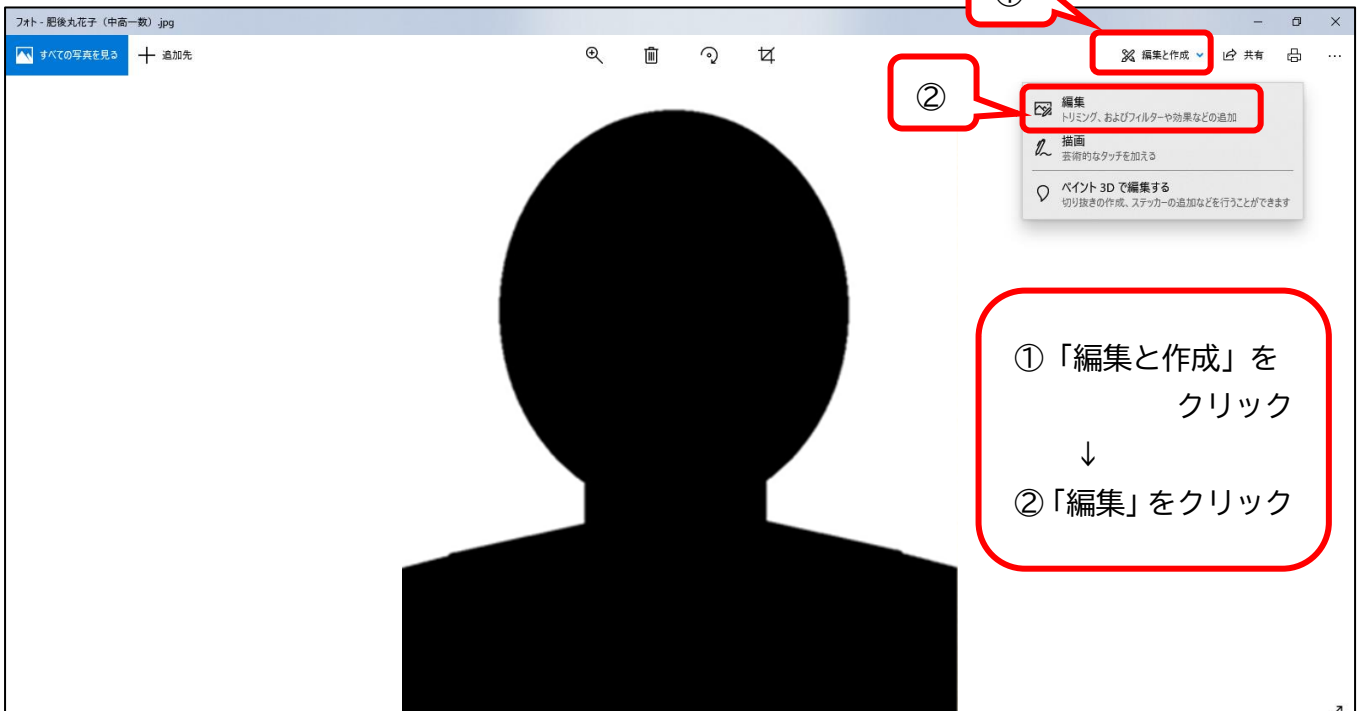 フォト - 肥後丸花子（中高一数）.jpg
すべての写真を見る
追加先
編集と作成
共有
②
編集
トリミング、およびフィルターや効果などの追加
描画
芸術的なタッチを加える
ペイント 3D で編集する
切り抜きの作成、ステッカーの追加などを行うことができます
①「編集と作成」を
クリック
↓
②「編集」をクリック